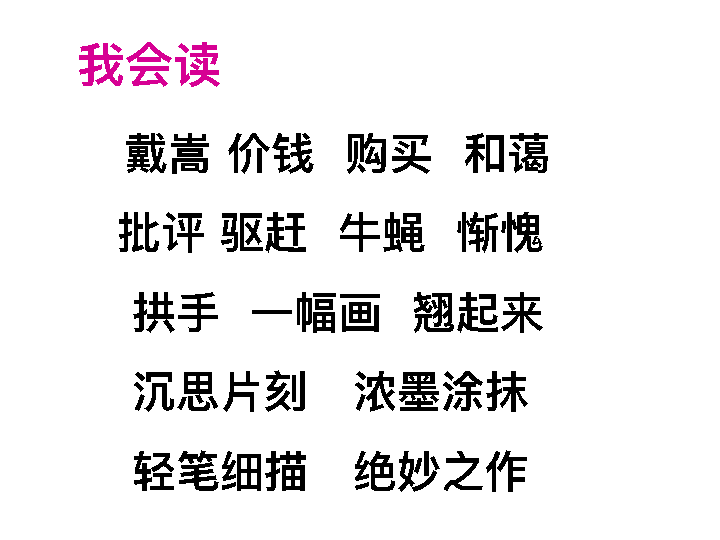 我会读
戴嵩 价钱 购买 和蔼
批评 驱赶 牛蝇 惭愧
拱手 一幅画 翘起来
沉思片刻 浓墨涂抹
轻笔细描 绝妙之作